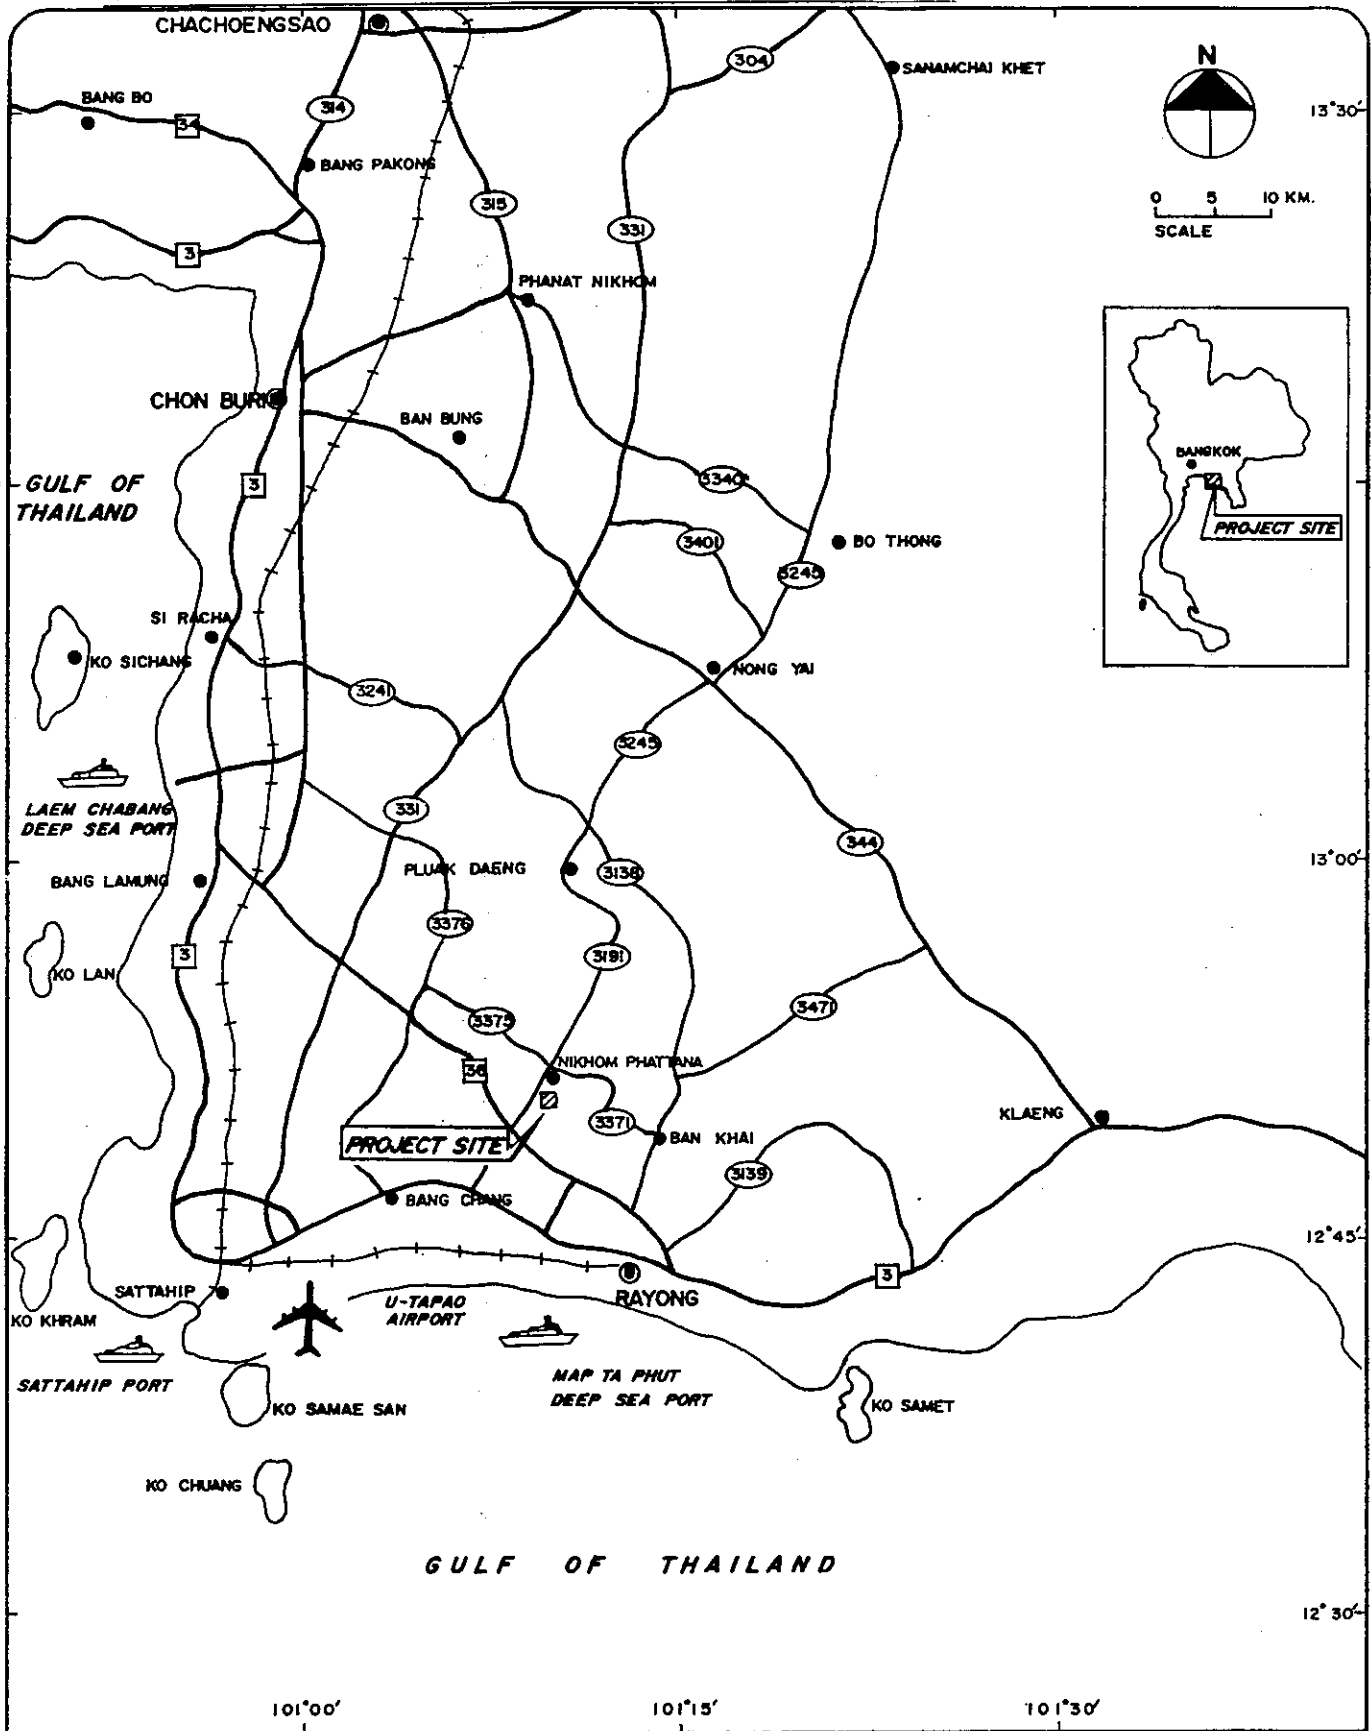 CHACHOENGSAO
304
SANAMCHAI KHET
N
BANG BO
314
13°30'
34
BANG PAKONG
315
0 5 10 KM.
SCALE
331
3
PHANAT NIKHOM
CHON BURI
BAN BUNG
BANGKOK
PROJECT SITE
GULF OF
THAILAND
3
3340
3401
BO THONG
3245
SI RACHA
KO SICHANG
NONG YAI
3241
3245
LAEM CHABANG
DEEP SEA PORT
331
344
13°00'
PLUAK DAENG
3138
BANG LAMUNG
3376
3
3191
KO LAN
3471
3375
NIKHOM PHATTANA
36
3371
KLAENG
PROJECT SITE
BAN KHAI
3139
BANG CHANG
12°45'
3
SATTAHIP
U-TAPAO
AIRPORT
RAYONG
KO KHRAM
SATTAHIP PORT
MAP TA PHUT
DEEP SEA PORT
KO SAMAE SAN
KO SAMET
KO CHUANG
GULF OF THAILAND
12°30'
101°00'
101°15'
101°30'